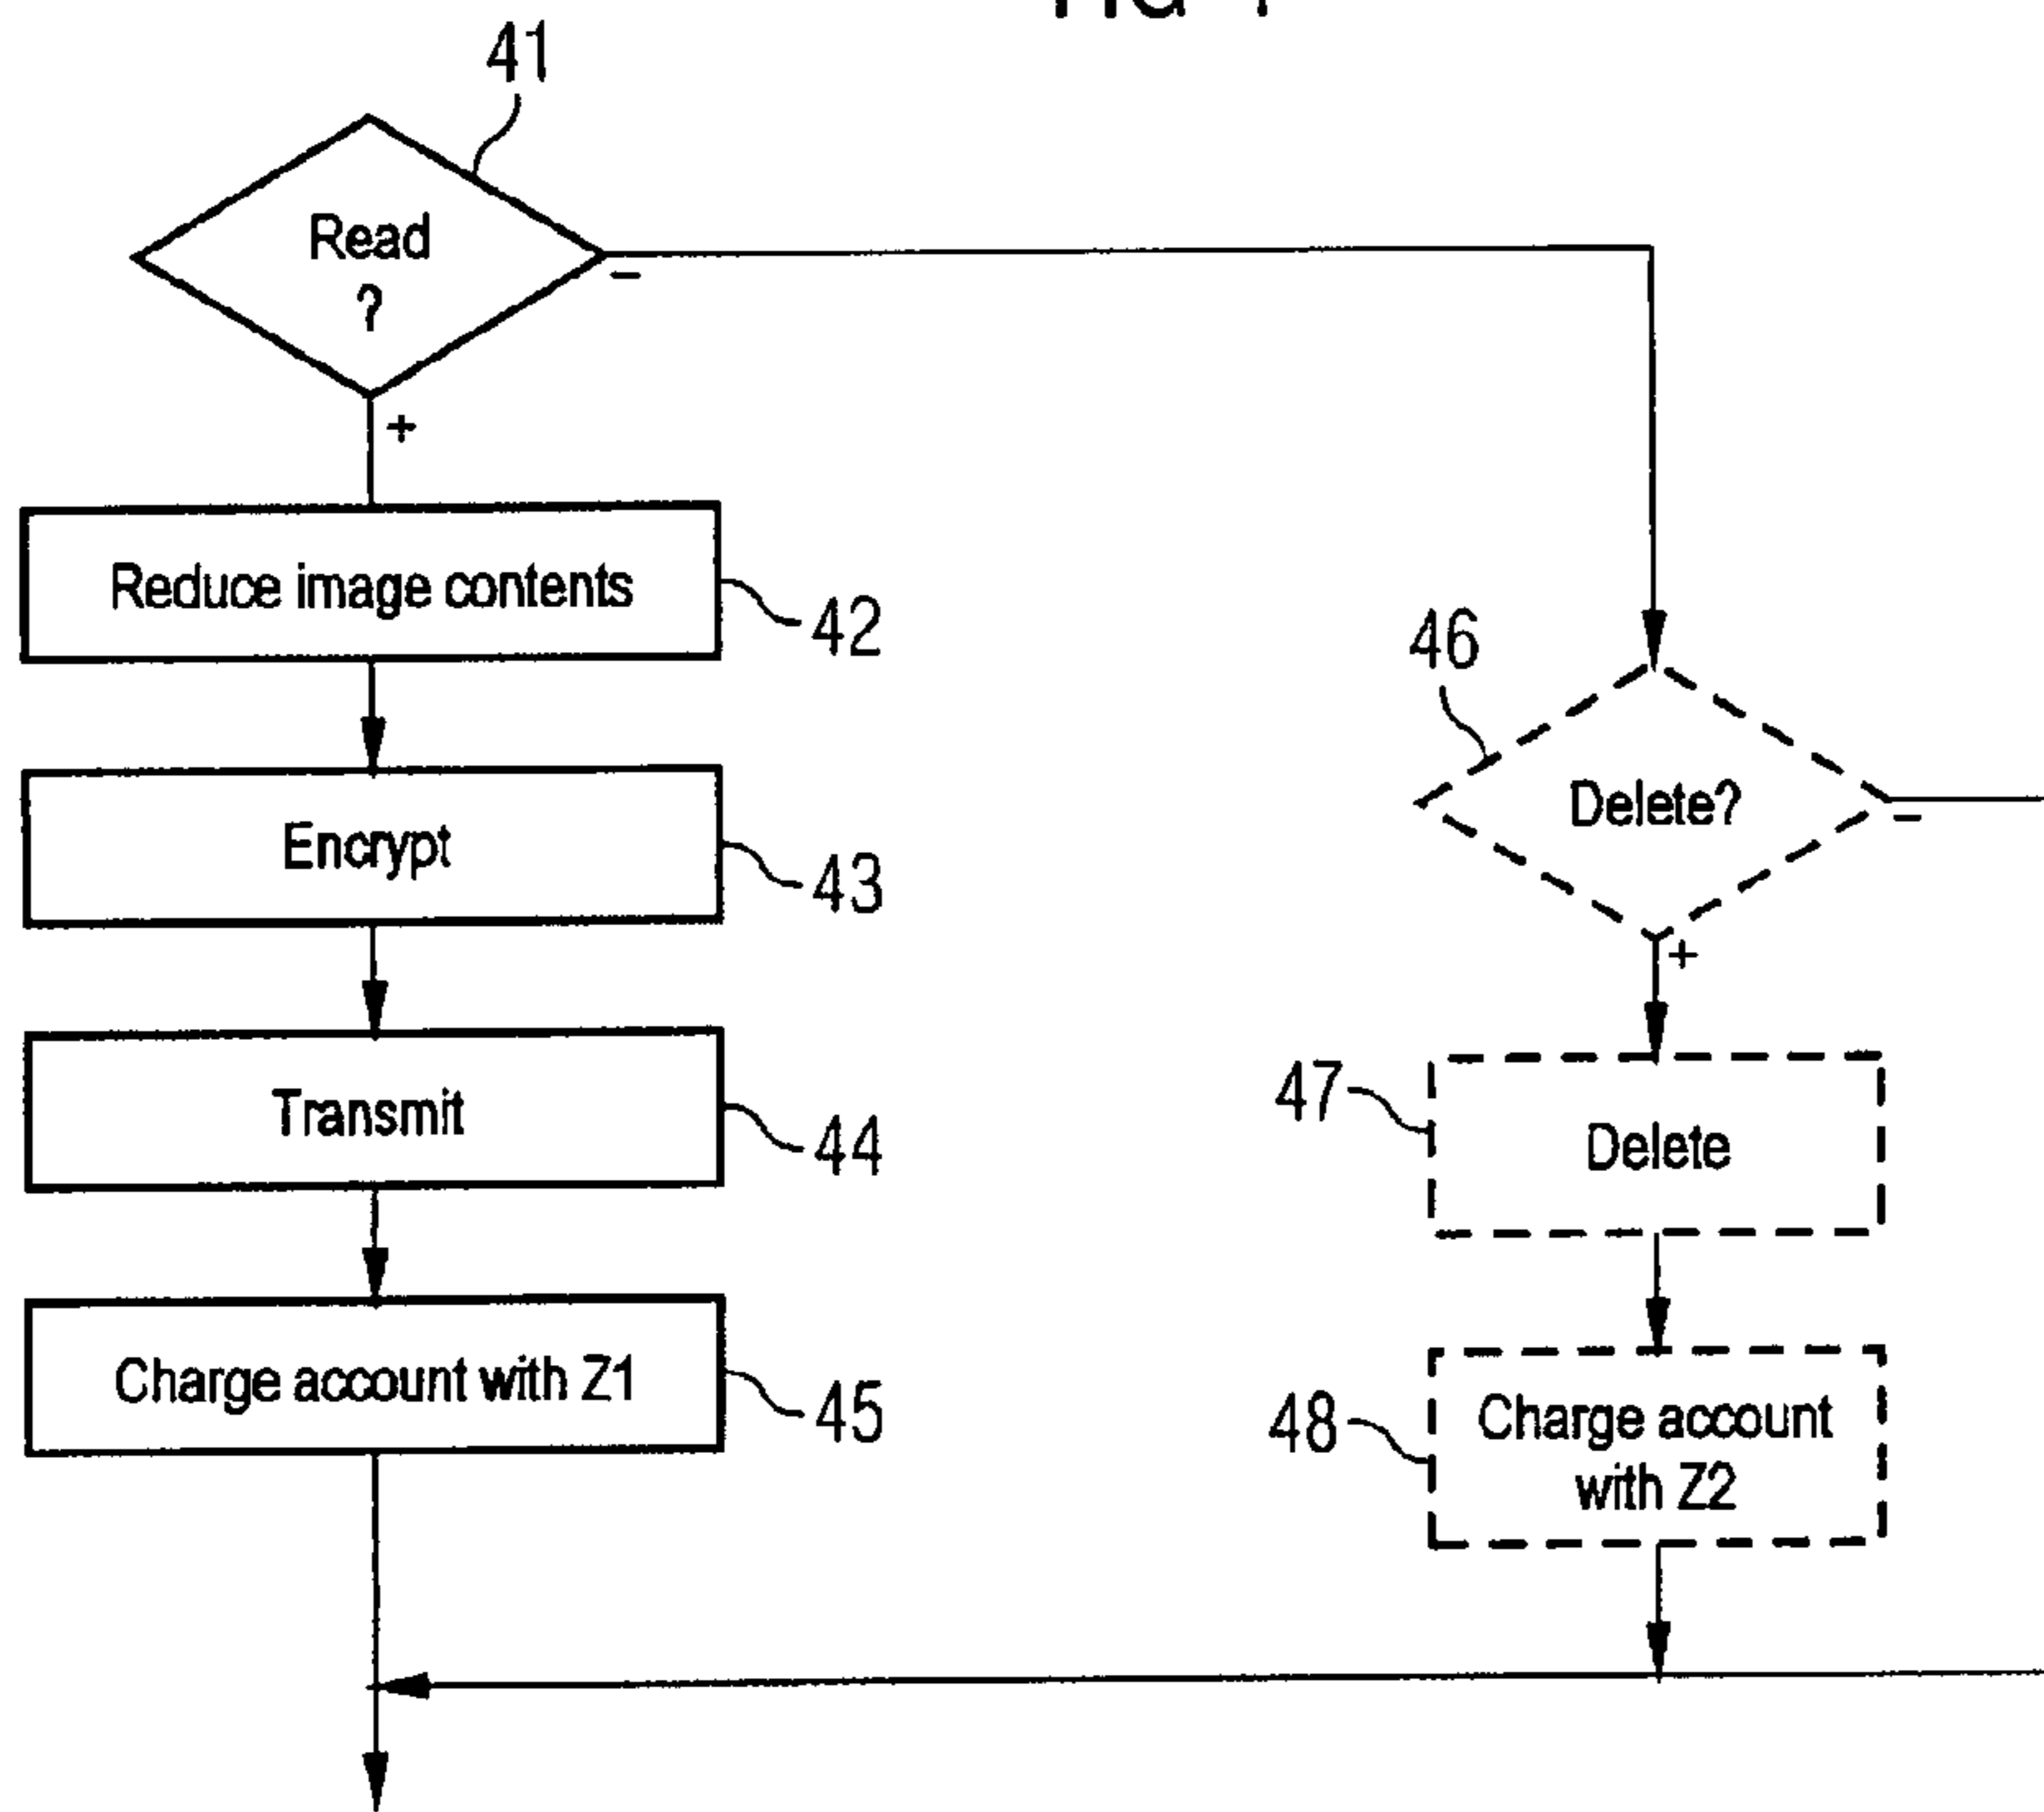 41
Read
?
−
+
Reduce image contents
42
Encrypt
43
Transmit
44
Charge account with Z1
45
46
Delete?
−
+
47
Delete
48
Charge account
with Z2